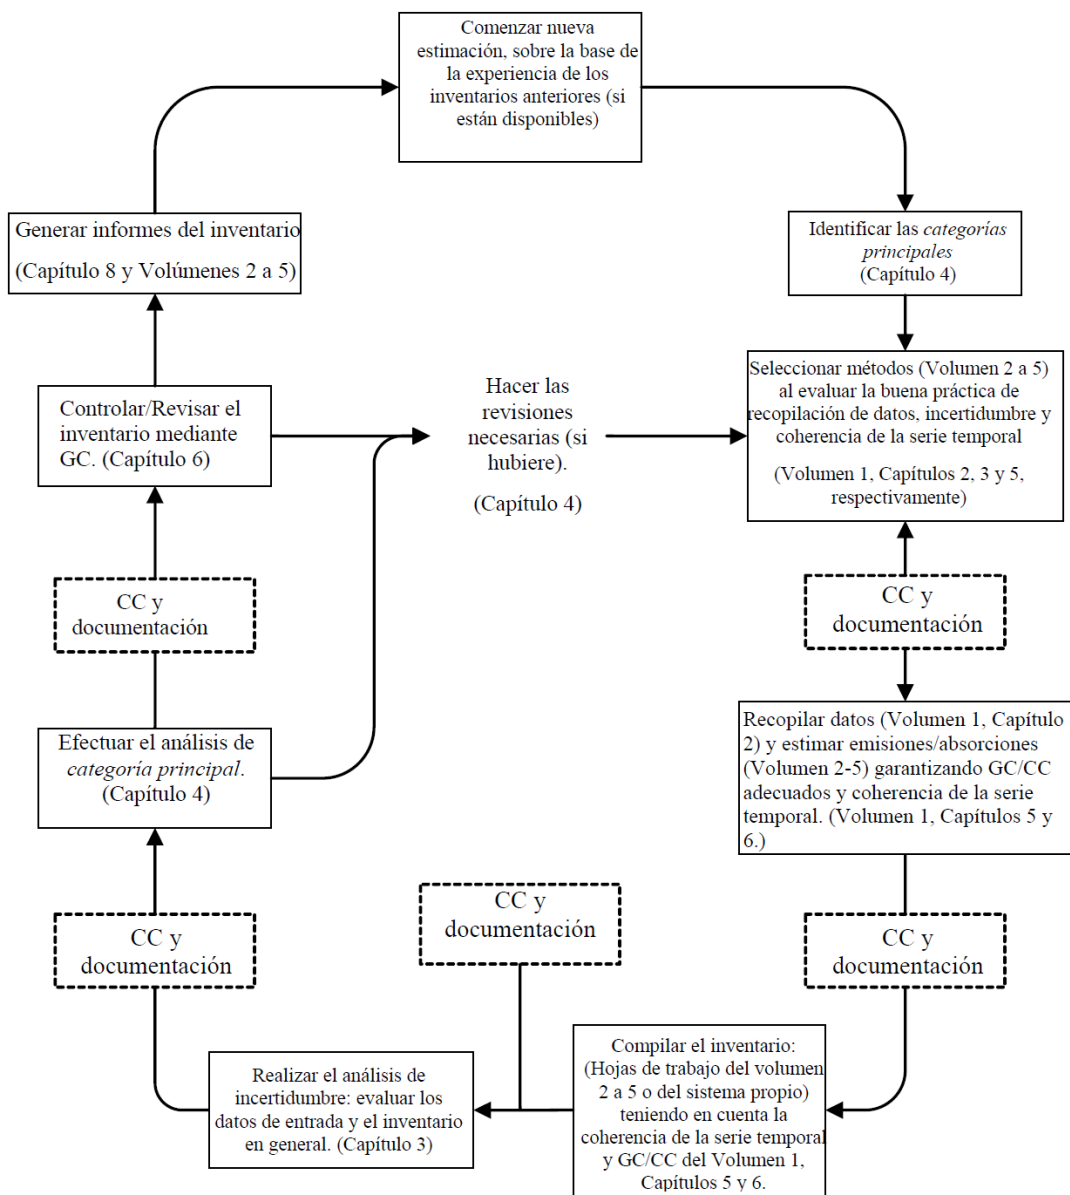 Comenzar nueva
estimación, sobre la base
de la experiencia de los
inventarios anteriores (si
están disponibles)
Generar informes del inventario
(Capítulo 8 y Volúmenes 2 a 5)
Identificar las categorías
principales
(Capítulo 4)
Controlar/Revisar el
inventario mediante
GC. (Capítulo 6)
Hacer las
revisiones
necesarias (si
hubiere).
(Capítulo 4)
Seleccionar métodos (Volumen 2 a 5)
al evaluar la buena práctica de
recopilación de datos, incertidumbre y
coherencia de la serie temporal
(Volumen 1, Capítulos 2, 3 y 5,
respectivamente)
CC y
documentación
CC y
documentación
Efectuar el análisis de
categoría principal.
(Capítulo 4)
Recopilar datos (Volumen 1, Capítulo
2) y estimar emisiones/absorciones
(Volumen 2-5) garantizando GC/CC
adecuados y coherencia de la serie
temporal. (Volumen 1, Capítulos 5 y
6.)
CC y
documentación
CC y
documentación
CC y
documentación
Realizar el análisis de
incertidumbre: evaluar los
datos de entrada y el inventario
en general. (Capítulo 3)
Compilar el inventario:
(Hojas de trabajo del volumen
2 a 5 o del sistema propio)
teniendo en cuenta la
coherencia de la serie temporal
y GC/CC del Volumen 1,
Capítulos 5 y 6.